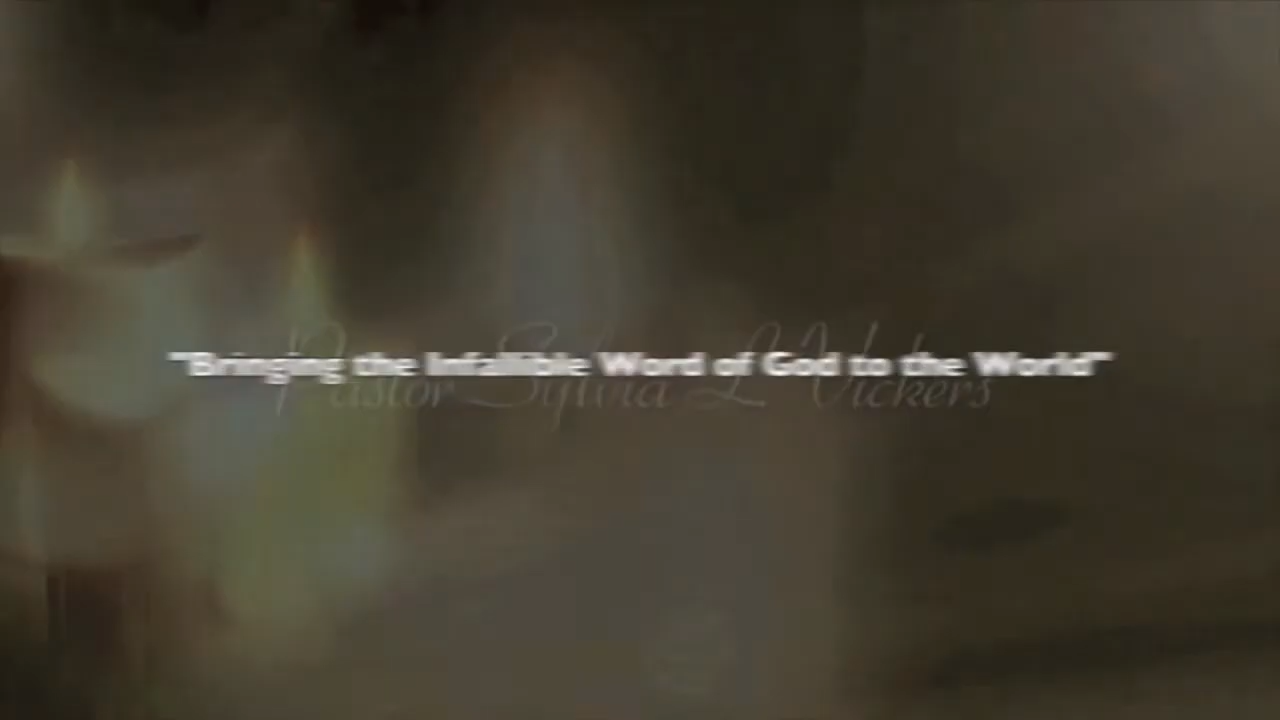 "Bringing the Infallible Word of God to the World"
Pastor Sylvia L Vickers